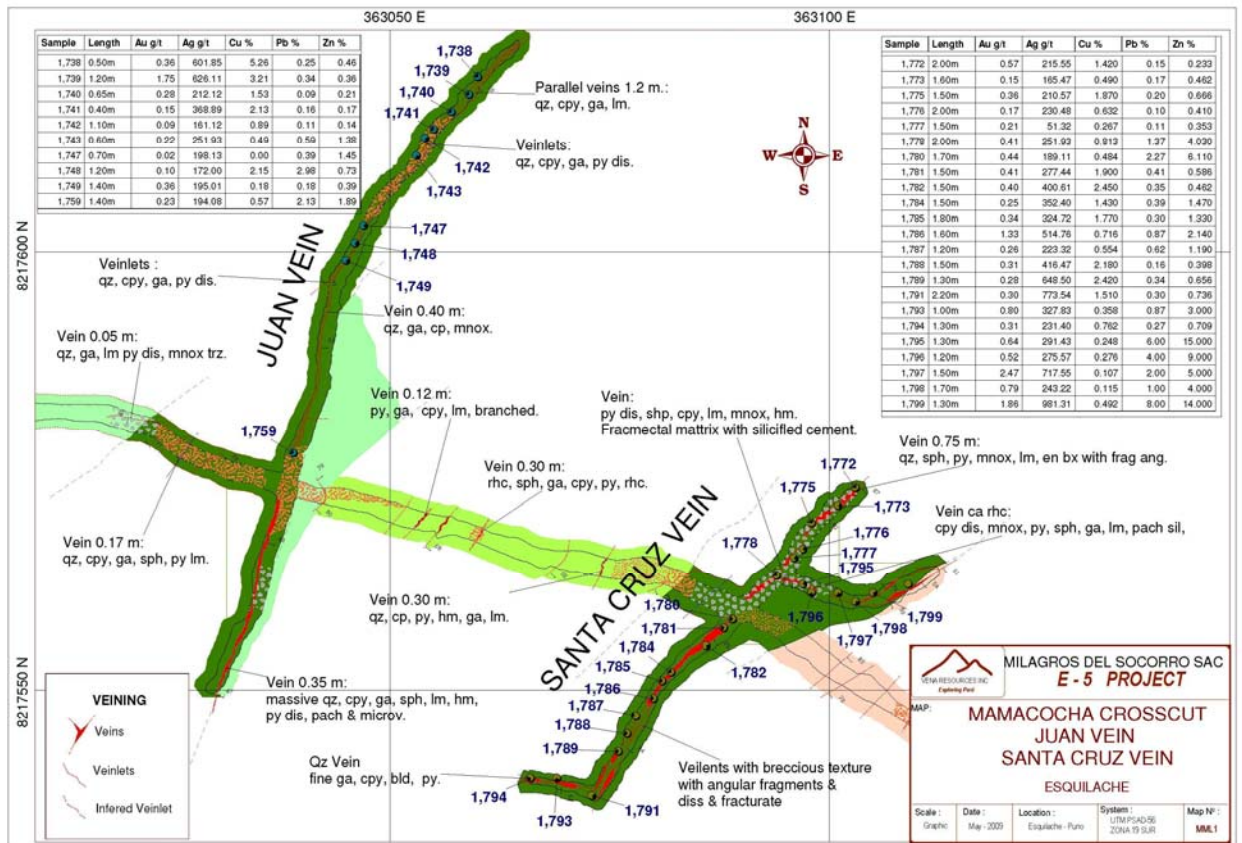 363050 E
363100 E
8217600 N
8217550 N
Sample Length Au g/t Ag g/t Cu % Pb % Zn %
1,738 0.50m 0.36 601.85 5.26 0.25 0.46
1,739 1.20m 1.75 626.11 3.21 0.34 0.36
1,740 0.65m 0.28 212.12 1.53 0.09 0.21
1,741 0.40m 0.15 368.89 2.13 0.16 0.17
1,742 1.10m 0.09 161.12 0.89 0.11 0.14
1,743 0.60m 0.22 251.93 0.49 0.59 1.38
1,747 0.70m 0.02 198.13 0.00 0.39 1.45
1,748 1.20m 0.10 172.00 2.15 2.98 0.73
1,749 1.40m 0.36 195.01 0.18 0.18 0.39
1,759 1.40m 0.23 194.08 0.57 2.13 1.89
Sample Length Au g/t Ag g/t Cu % Pb % Zn %
1,772 2.00m 0.57 215.55 1.420 0.15 0.233
1,773 1.60m 0.15 165.47 0.490 0.17 0.462
1,775 1.50m 0.36 210.57 1.870 0.20 0.666
1,776 2.00m 0.17 230.48 0.632 0.10 0.410
1,777 1.50m 0.21 51.32 0.267 0.11 0.353
1,778 2.00m 0.41 251.93 0.813 1.37 4.030
1,780 1.70m 0.44 189.11 0.484 2.27 6.110
1,781 1.50m 0.41 277.44 1.900 0.41 0.586
1,782 1.50m 0.40 400.61 2.450 0.35 0.462
1,784 1.50m 0.25 352.40 1.430 0.39 1.470
1,785 1.80m 0.34 324.72 1.770 0.30 1.330
1,786 1.60m 1.33 514.76 0.716 0.87 2.140
1,787 1.20m 0.26 223.32 0.554 0.62 1.190
1,788 1.50m 0.31 416.47 2.180 0.16 0.398
1,789 1.30m 0.28 648.50 2.420 0.34 0.656
1,791 2.20m 0.30 773.54 1.510 0.30 0.736
1,793 1.00m 0.80 327.83 0.358 0.87 3.000
1,794 1.30m 0.31 231.40 0.762 0.27 0.709
1,795 1.30m 0.64 291.43 0.248 6.00 15.000
1,796 1.20m 0.52 275.57 0.276 4.00 9.000
1,797 1.50m 2.47 717.55 0.107 2.00 5.000
1,798 1.70m 0.79 243.22 0.115 1.00 4.000
1,799 1.30m 1.86 981.31 0.492 8.00 14.000
N
W E
S
1,738
1,739
1,740
1,741
Parallel veins 1.2 m.:
qz, cpy, ga, lm.
Veinlets:
qz, cpy, ga, py dis.
1,742
1,743
1,747
1,748
1,749
JUAN VEIN
Veinlets :
qz, cpy, ga, py dis.
Vein 0.40 m:
qz, ga, cp, mnox.
Vein 0.05 m:
qz, ga, lm py dis, mnox trz.
Vein 0.12 m:
py, ga, cpy, lm, branched.
Vein:
py dis, shp, cpy, lm, mnox, hm.
Fracmectal mattrix with silicifled cement.
1,759
Vein 0.30 m:
rhc, sph, ga, cpy, py, rhc.
Vein 0.75 m:
qz, sph, py, mnox, lm, en bx with frag ang.
1,772
1,775
1,773
1,776
1,777
1,778
1,795
Vein ca rhc:
cpy dis, mnox, py, sph, ga, lm, pach sil,
Vein 0.17 m:
qz, cpy, ga, sph, py lm.
Vein 0.30 m:
qz, cp, py, hm, ga, lm.
SANTA CRUZ VEIN
1,780
1,781
1,796
1,797
1,798
1,799
1,782
1,784
1,785
1,786
1,787
1,788
1,789
1,791
1,793
1,794
Vein 0.35 m:
massive qz, cpy, ga, sph, lm, hm,
py dis, pach & microv.
Qz Vein
fine ga, cpy, bld, py.
Veilents with breccious texture
with angular fragments &
diss & fracturate
VEINING
Veins
Veinlets
Infered Veinlet
VENA RESOURCES INC
Exploring Perú
MILAGROS DEL SOCORRO SAC
E - 5 PROJECT
MAP:
MAMACOCHA CROSSCUT
JUAN VEIN
SANTA CRUZ VEIN
ESQUILACHE
Scale : Graphic
Date : May - 2009
Location : Esquilache - Puno
System : UTM PSAD-56 ZONA 19 SUR
Map Nº : MML1